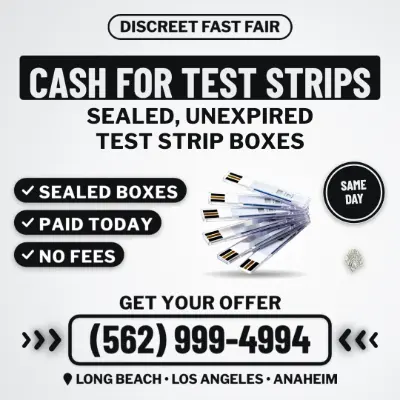 DISCREET FAST FAIR
CASH FOR TEST STRIPS
SEALED, UNEXPIRED
TEST STRIP BOXES
SEALED BOXES
PAID TODAY
NO FEES
SAME
DAY
GET YOUR OFFER
(562) 999-4994
LONG BEACH • LOS ANGELES • ANAHEIM